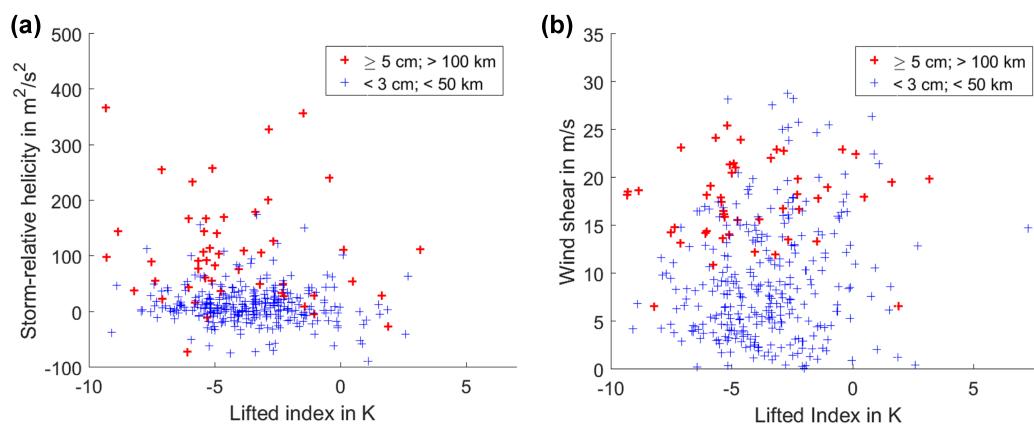 (a)
500
400
300
200
100
0
-100
-10
-5
0
5
Storm-relative helicity in m²/s²
Lifted index in K
+ ≥ 5 cm; > 100 km
+ < 3 cm; < 50 km
(b)
35
30
25
20
15
10
5
0
-10
-5
0
5
Wind shear in m/s
Lifted Index in K
+ ≥ 5 cm; > 100 km
+ < 3 cm; < 50 km